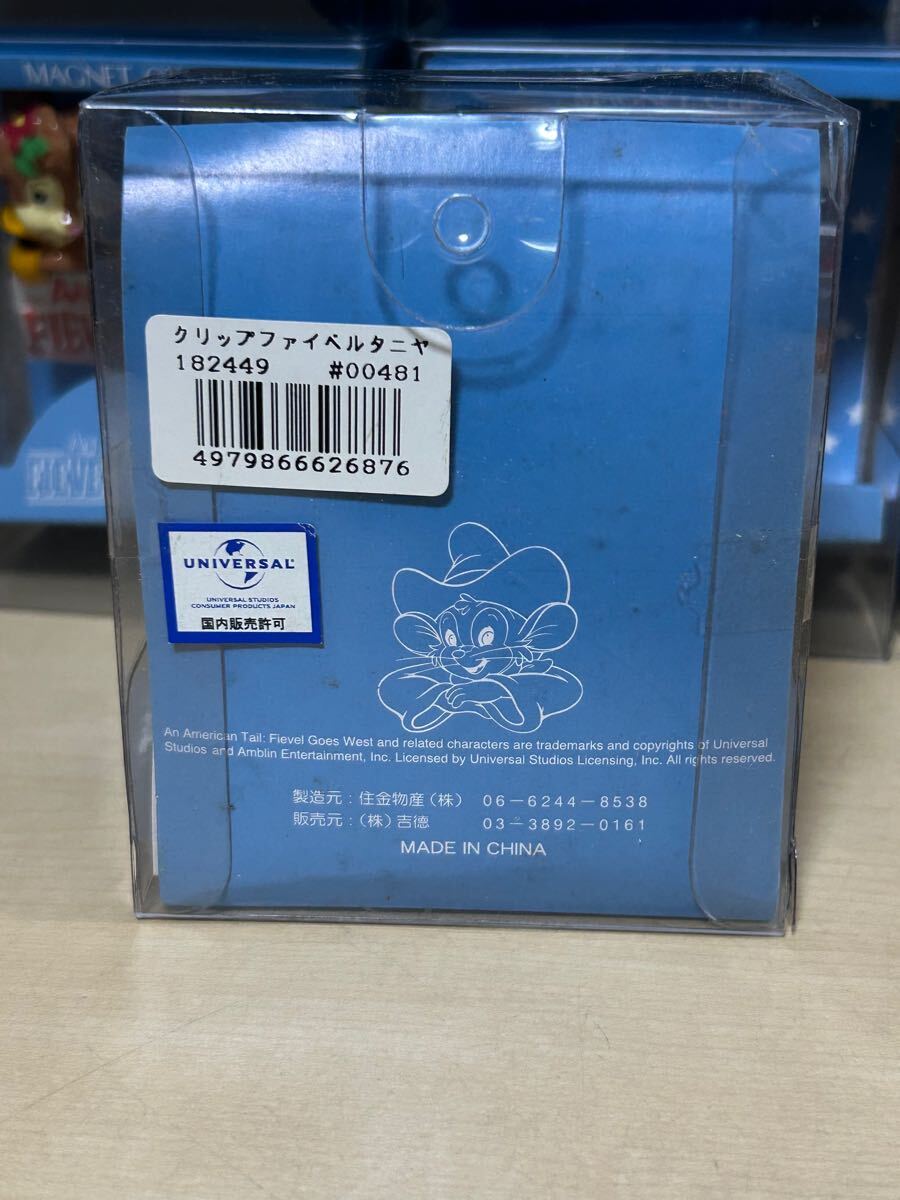 MAGNET
クリップファイベルタニヤ
182449 #00481
4979866626876
UNIVERSAL
UNIVERSAL STUDIOS
CONSUMER PRODUCTS JAPAN
国内販売許可
FIEVEL
An American Tail: Fievel Goes West and related characters are trademarks and copyrights of Universal
Studios and Amblin Entertainment, Inc. Licensed by Universal Studios Licensing, Inc. All rights reserved.
製造元：住金物産（株） 06－6244－8538
販売元：（株）吉徳 03－3892－0161
MADE IN CHINA